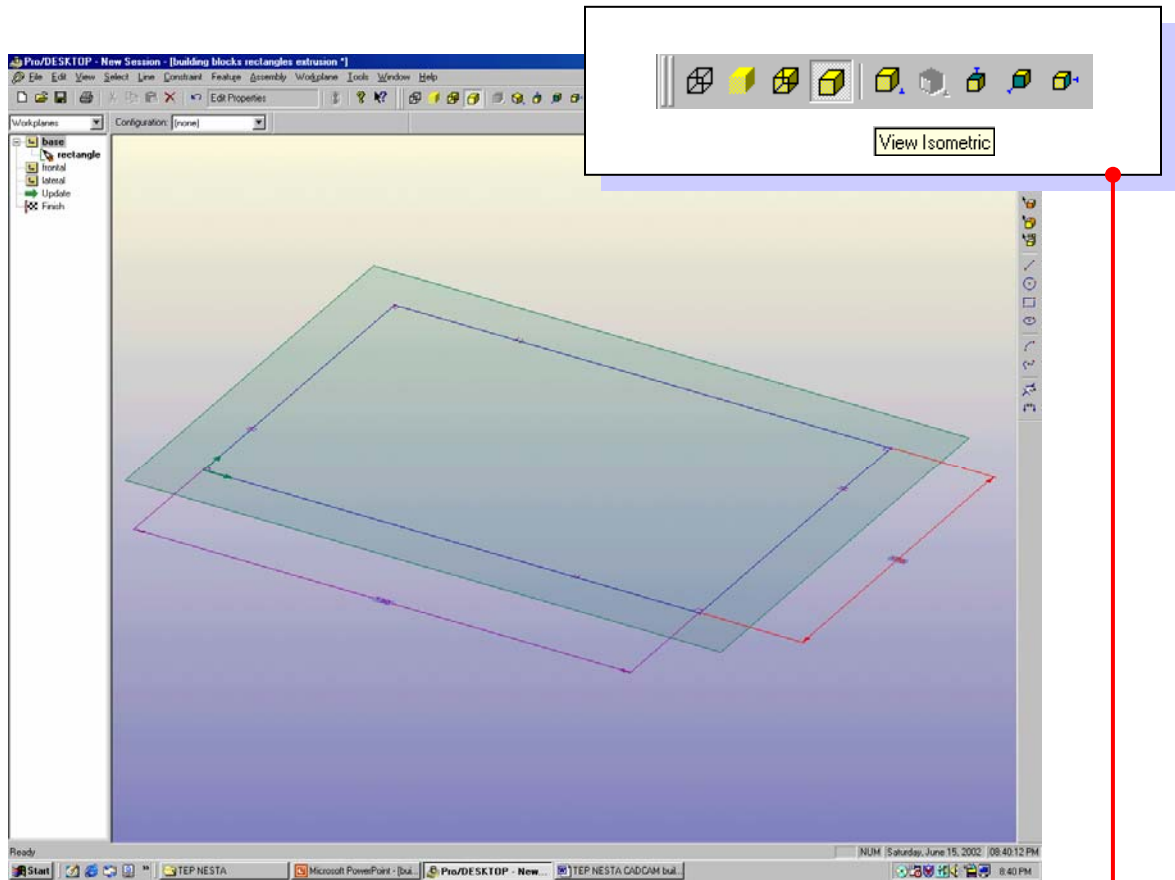 View Isometric
Pro/DESKTOP - New Session - [building blocks rectangles extrusion *]
File Edit View Select Line Constraint Feature Assembly Workplane Tools Window Help
Edit Properties
Workplanes
Configuration: (none)
base
rectangle
frontal
lateral
Update
Finish
Ready
NUM Saturday, June 15, 2002 08:40:12 PM
Start
TEP NESTA
Microsoft PowerPoint - [bui...
Pro/DESKTOP - New...
TEP NESTA CADCAM buil...
8:40 PM